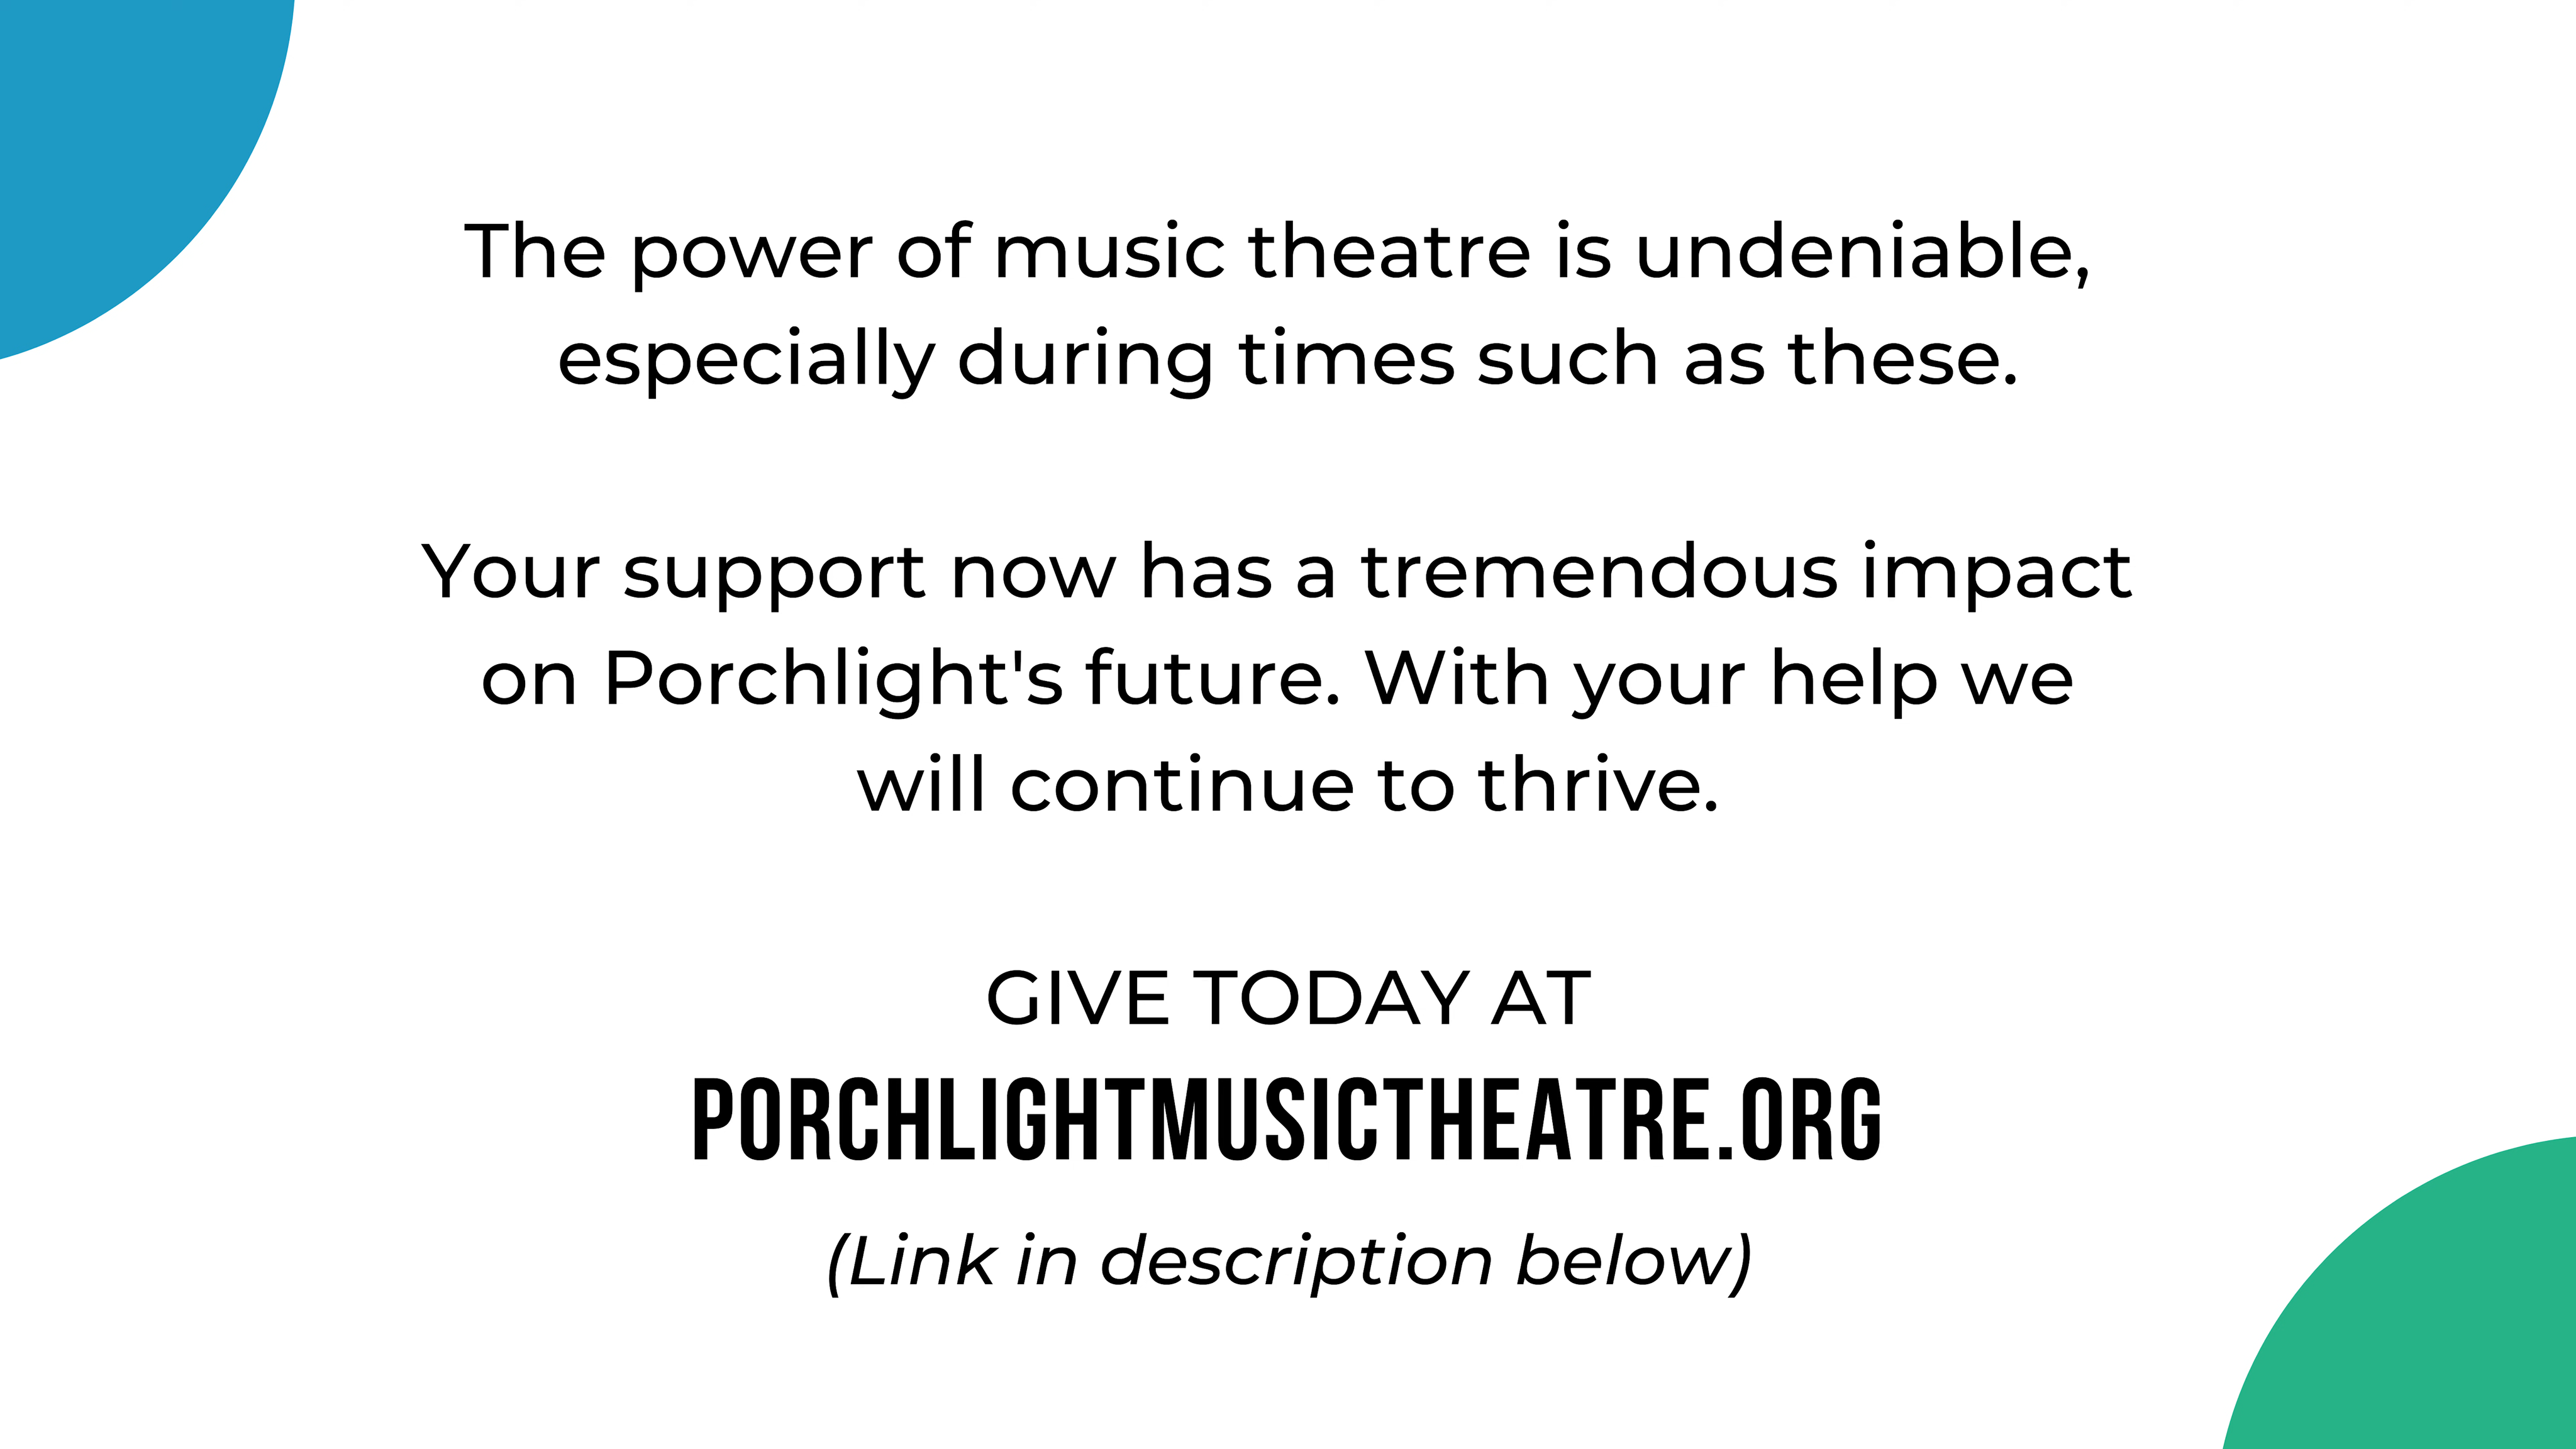 The power of music theatre is undeniable,
especially during times such as these.
Your support now has a tremendous impact
on Porchlight's future. With your help we
will continue to thrive.
GIVE TODAY AT
PORCHLIGHTMUSICTHEATRE.ORG
(Link in description below)